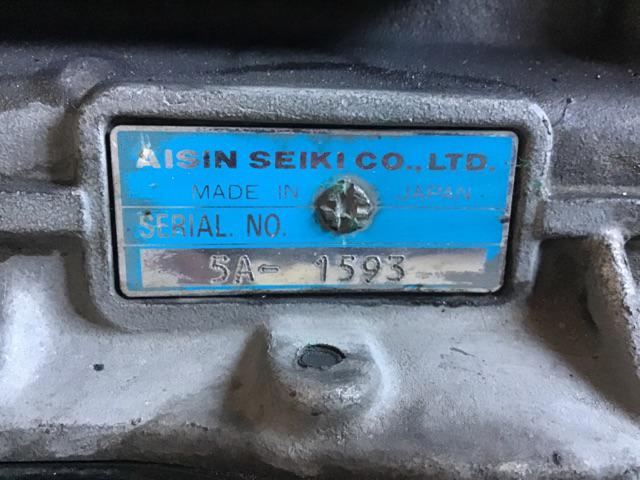 AISIN SEIKI CO., LTD.
MADE IN JAPAN
SERIAL. NO.
5A- 1593